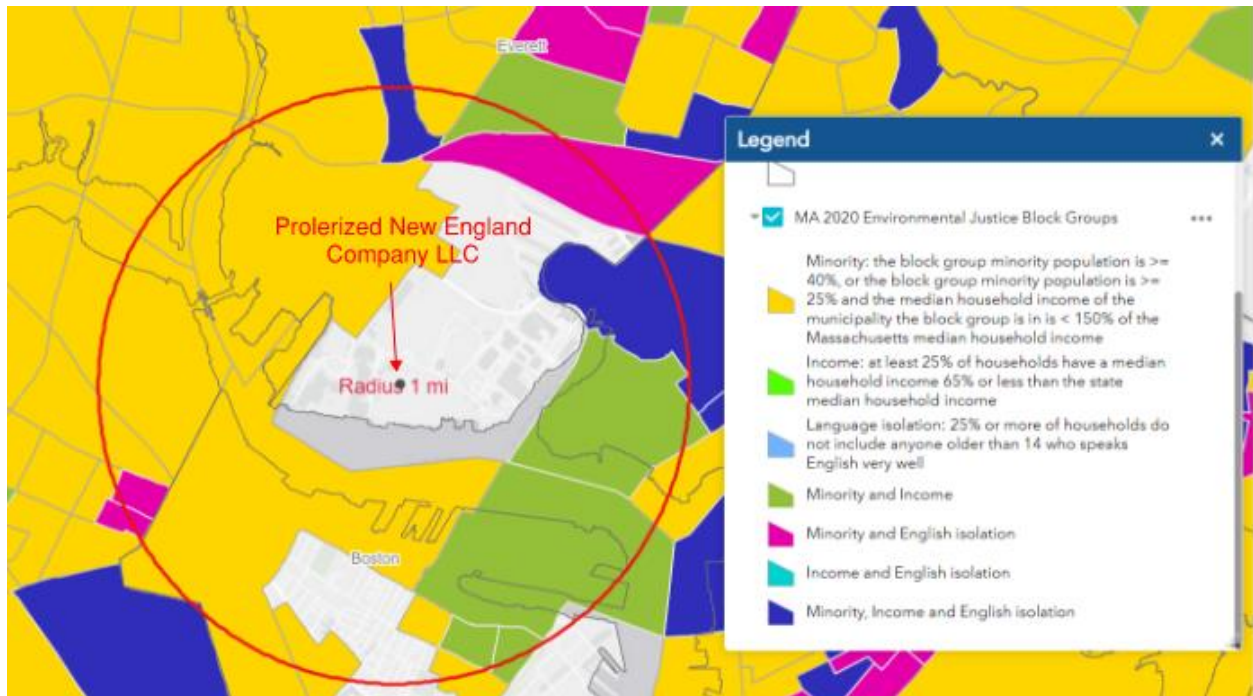 Everett
Prolerized New England
Company LLC
Radius 1 mi
Boston
Legend
×
MA 2020 Environmental Justice Block Groups
Minority: the block group minority population is >=
40%, or the block group minority population is >=
25% and the median household income of the
municipality the block group is in is < 150% of the
Massachusetts median household income
Income: at least 25% of households have a median
household income 65% or less than the state
median household income
Language isolation: 25% or more of households do
not include anyone older than 14 who speaks
English very well
Minority and Income
Minority and English isolation
Income and English isolation
Minority, Income and English isolation